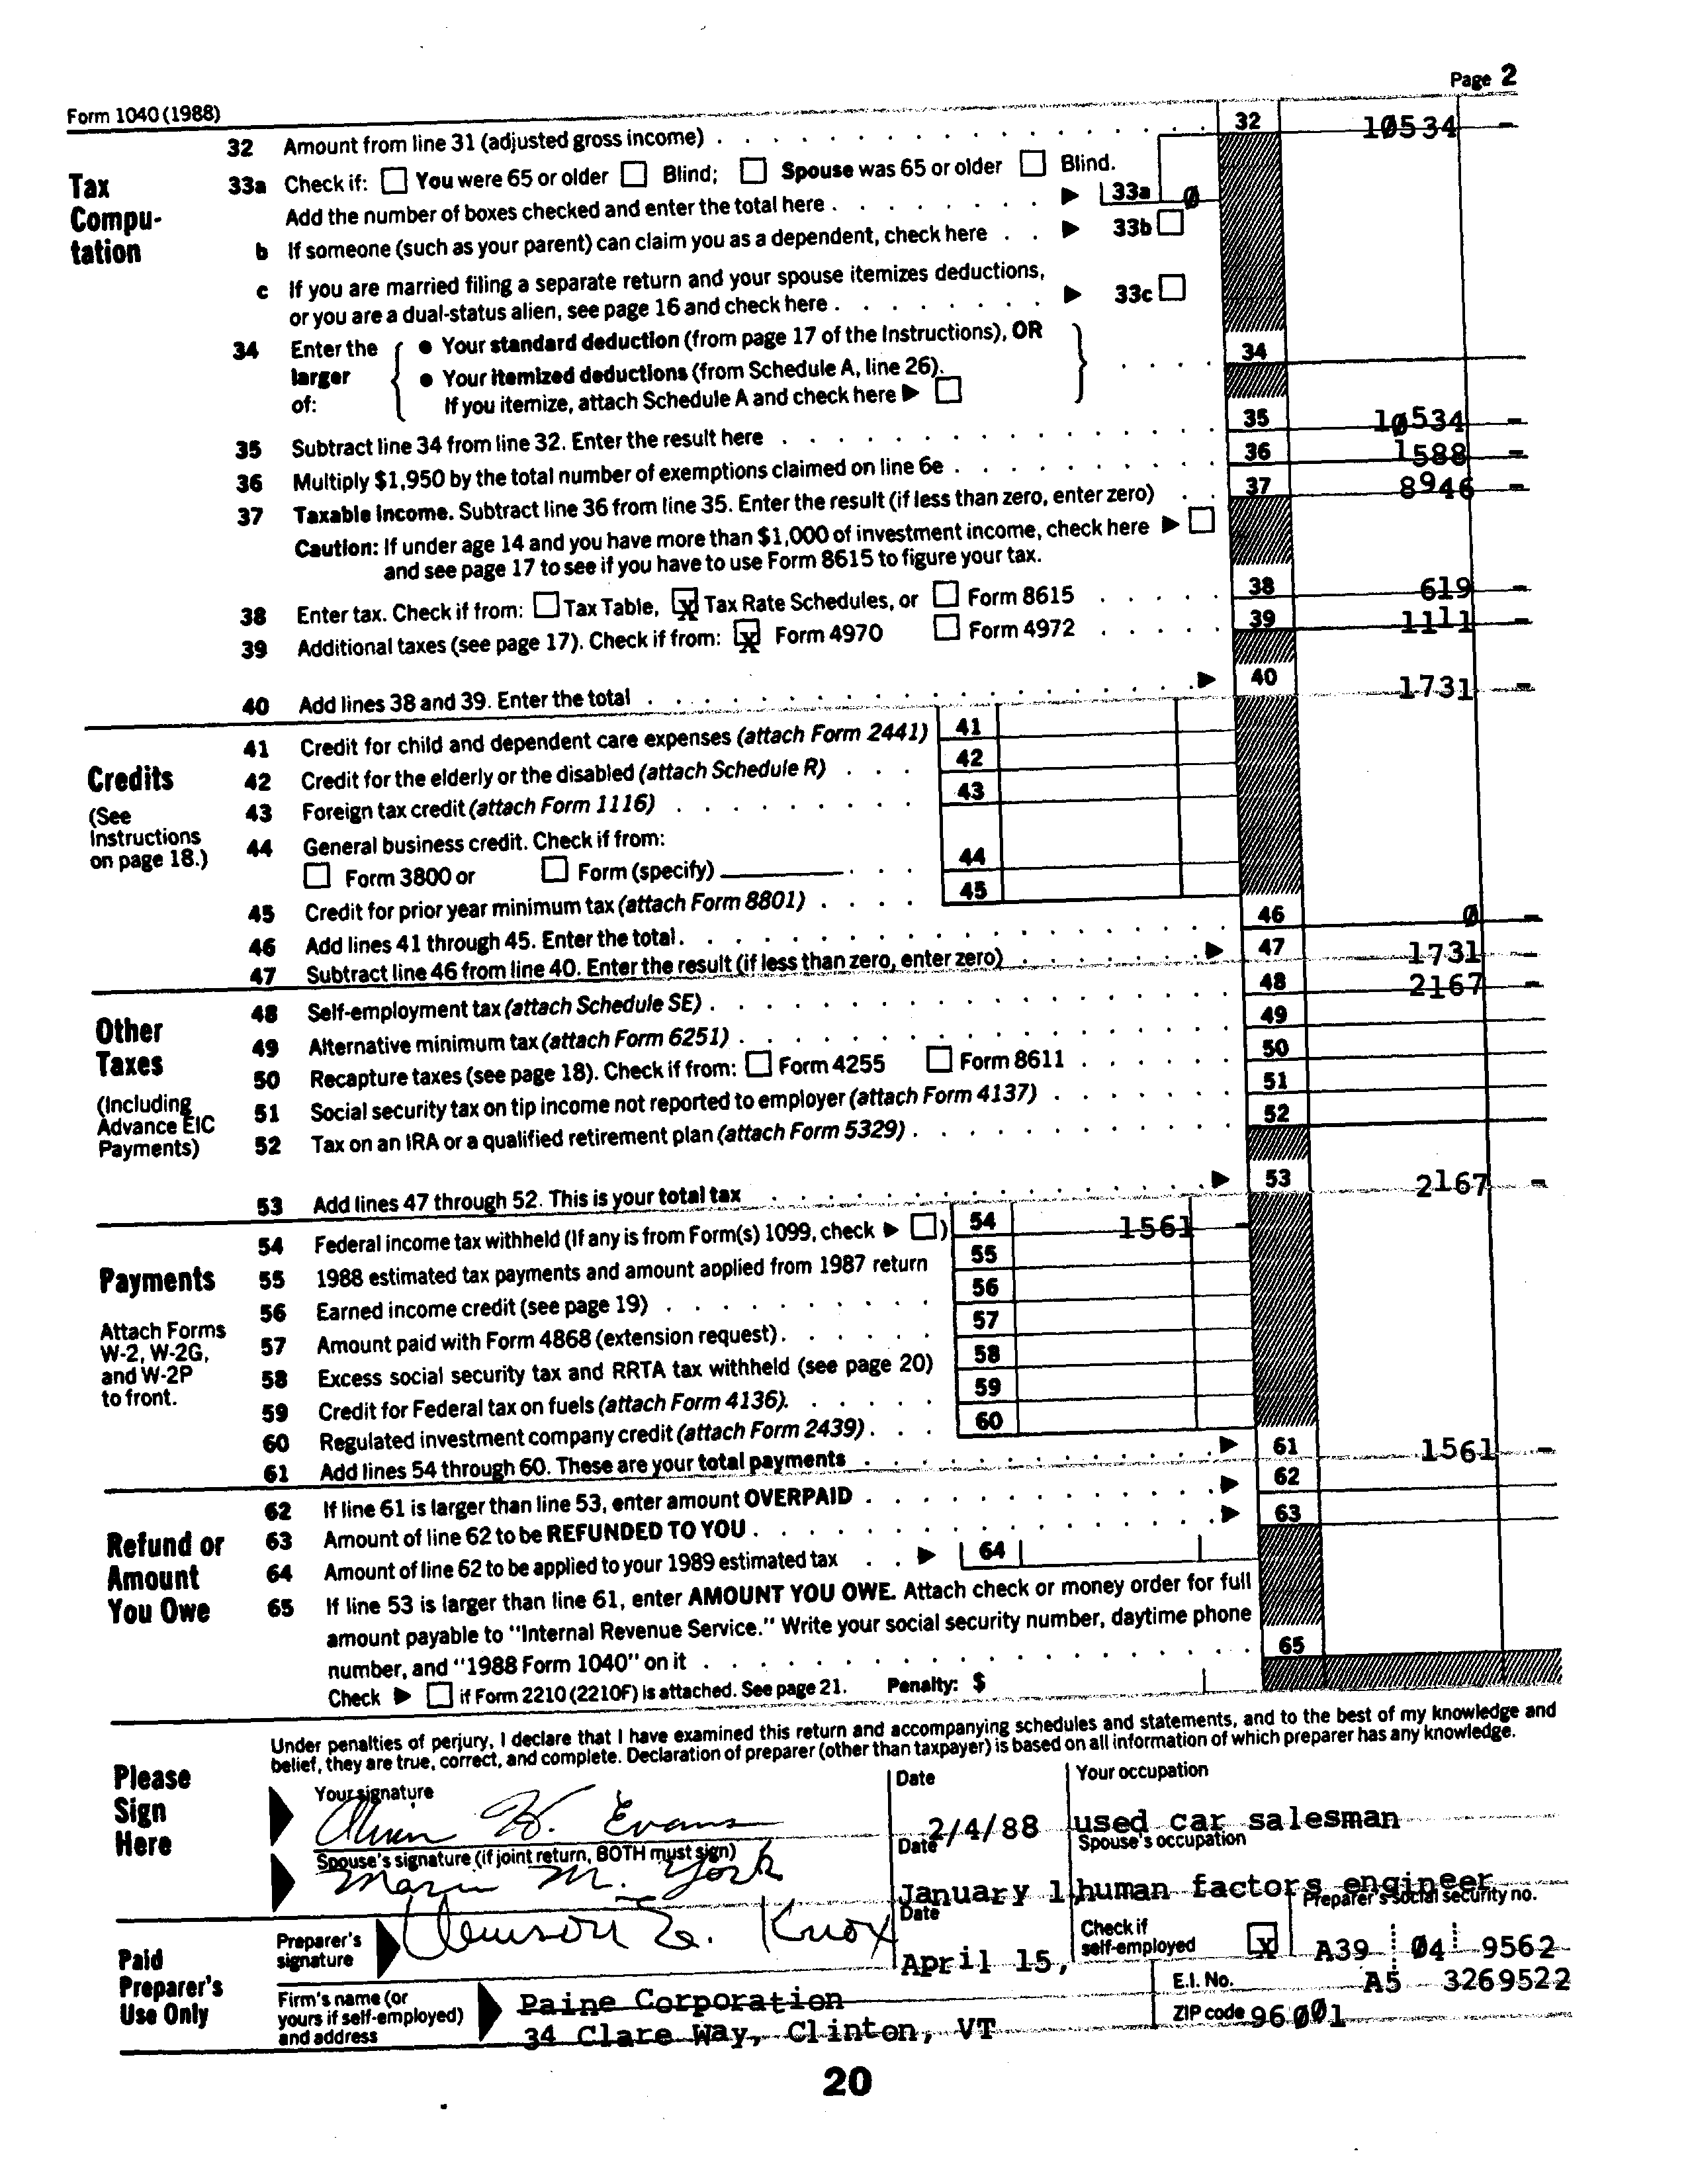 Form 1040 (1988) Page 2
32 Amount from line 31 (adjusted gross income) 32 10534 -
Tax Compu- tation
33a Check if: You were 65 or older Blind; Spouse was 65 or older Blind.
Add the number of boxes checked and enter the total here 33a 0
b If someone (such as your parent) can claim you as a dependent, check here 33b
c If you are married filing a separate return and your spouse itemizes deductions,
or you are a dual-status alien, see page 16 and check here 33c
34 Enter the larger of:
• Your standard deduction (from page 17 of the Instructions), OR 34
• Your itemized deductions (from Schedule A, line 26).
If you itemize, attach Schedule A and check here
35 Subtract line 34 from line 32. Enter the result here 35 10534 -
36 Multiply $1,950 by the total number of exemptions claimed on line 6e 36 1588 -
37 Taxable income. Subtract line 36 from line 35. Enter the result (if less than zero, enter zero) 37 8946 -
Caution: If under age 14 and you have more than $1,000 of investment income, check here
and see page 17 to see if you have to use Form 8615 to figure your tax.
38 Enter tax. Check if from: Tax Table, X Tax Rate Schedules, or Form 8615 38 619 -
39 Additional taxes (see page 17). Check if from: X Form 4970 Form 4972 39 1111 -
40 Add lines 38 and 39. Enter the total 40 1731 -
Credits
(See Instructions on page 18.)
41 Credit for child and dependent care expenses (attach Form 2441) 41
42 Credit for the elderly or the disabled (attach Schedule R) 42
43 Foreign tax credit (attach Form 1116) 43
44 General business credit. Check if from:
Form 3800 or Form (specify) 44
45 Credit for prior year minimum tax (attach Form 8801) 45
46 Add lines 41 through 45. Enter the total. 46 0 -
47 Subtract line 46 from line 40. Enter the result (if less than zero, enter zero) 47 1731 -
Other Taxes
(Including Advance EIC Payments)
48 Self-employment tax (attach Schedule SE) 48 2167 -
49 Alternative minimum tax (attach Form 6251) 49
50 Recapture taxes (see page 18). Check if from: Form 4255 Form 8611 50
51 Social security tax on tip income not reported to employer (attach Form 4137) 51
52 Tax on an IRA or a qualified retirement plan (attach Form 5329) 52
53 Add lines 47 through 52. This is your total tax 53 2167 -
Payments
Attach Forms W-2, W-2G, and W-2P to front.
54 Federal income tax withheld (If any is from Form(s) 1099, check ) 54 1561 -
55 1988 estimated tax payments and amount applied from 1987 return 55
56 Earned income credit (see page 19) 56
57 Amount paid with Form 4868 (extension request). 57
58 Excess social security tax and RRTA tax withheld (see page 20) 58
59 Credit for Federal tax on fuels (attach Form 4136). 59
60 Regulated investment company credit (attach Form 2439) 60
61 Add lines 54 through 60. These are your total payments 61 1561 -
Refund or Amount You Owe
62 If line 61 is larger than line 53, enter amount OVERPAID 62
63 Amount of line 62 to be REFUNDED TO YOU 63
64 Amount of line 62 to be applied to your 1989 estimated tax 64
65 If line 53 is larger than line 61, enter AMOUNT YOU OWE. Attach check or money order for full
amount payable to "Internal Revenue Service." Write your social security number, daytime phone
number, and "1988 Form 1040" on it 65
Check if Form 2210 (2210F) is attached. See page 21. Penalty: $
Please Sign Here
Under penalties of perjury, I declare that I have examined this return and accompanying schedules and statements, and to the best of my knowledge and
belief, they are true, correct, and complete. Declaration of preparer (other than taxpayer) is based on all information of which preparer has any knowledge.
Your signature Date Your occupation
W. Evans 2/4/88 used car salesman
Spouse's signature (if joint return, BOTH must sign) Date Spouse's occupation
M. York January 1 human factors engineer
Paid Preparer's Use Only
Preparer's signature Knox
Date April 15,
Check if self-employed X
Preparer's social security no. A39 04 9562
Firm's name (or yours if self-employed) and address
Paine Corporation
34 Clare Way, Clinton, VT
E.I. No. A5 3269522
ZIP code 96001
20